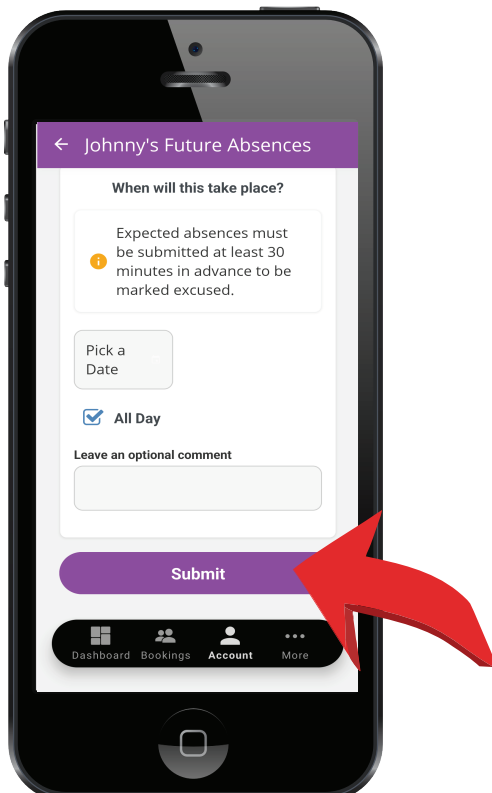 Johnny's Future Absences
When will this take place?
Expected absences must
be submitted at least 30
minutes in advance to be
marked excused.
Pick a
Date
All Day
Leave an optional comment
Submit
Dashboard Bookings Account More